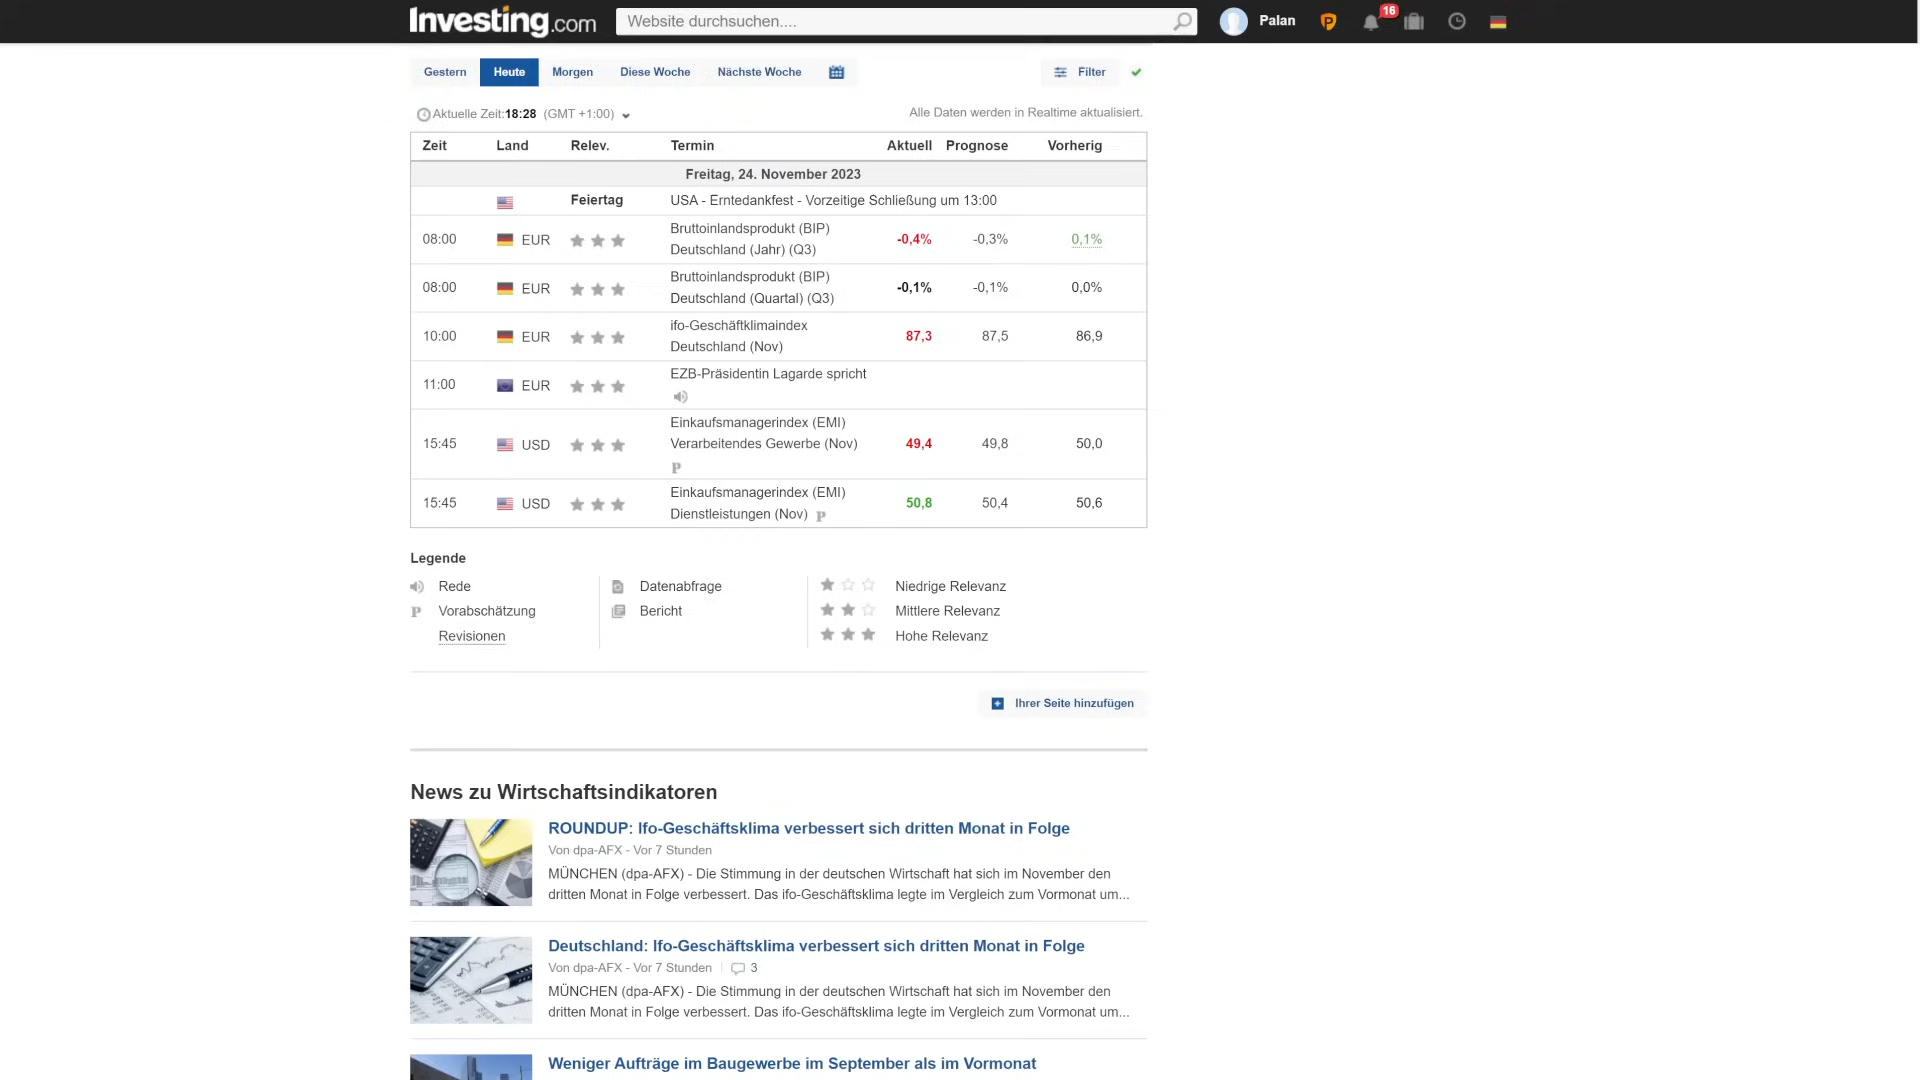 Investing.com
Website durchsuchen....
Palan
16
Gestern Heute Morgen Diese Woche Nächste Woche Filter
Aktuelle Zeit:18:28 (GMT +1:00)
Alle Daten werden in Realtime aktualisiert.
Zeit Land Relev. Termin Aktuell Prognose Vorherig
Freitag, 24. November 2023
Feiertag USA - Erntedankfest - Vorzeitige Schließung um 13:00
08:00 EUR Bruttoinlandsprodukt (BIP) -0,4% -0,3% 0,1%
Deutschland (Jahr) (Q3)
08:00 EUR Bruttoinlandsprodukt (BIP) -0,1% -0,1% 0,0%
Deutschland (Quartal) (Q3)
10:00 EUR ifo-Geschäftklimaindex 87,3 87,5 86,9
Deutschland (Nov)
11:00 EUR EZB-Präsidentin Lagarde spricht
15:45 USD Einkaufsmanagerindex (EMI) 49,4 49,8 50,0
Verarbeitendes Gewerbe (Nov)
P
15:45 USD Einkaufsmanagerindex (EMI) 50,8 50,4 50,6
Dienstleistungen (Nov) P
Legende
Rede
P Vorabschätzung
Revisionen
Datenabfrage
Bericht
Niedrige Relevanz
Mittlere Relevanz
Hohe Relevanz
Ihrer Seite hinzufügen
News zu Wirtschaftsindikatoren
ROUNDUP: Ifo-Geschäftsklima verbessert sich dritten Monat in Folge
Von dpa-AFX - Vor 7 Stunden
MÜNCHEN (dpa-AFX) - Die Stimmung in der deutschen Wirtschaft hat sich im November den
dritten Monat in Folge verbessert. Das ifo-Geschäftsklima legte im Vergleich zum Vormonat um...
Deutschland: Ifo-Geschäftsklima verbessert sich dritten Monat in Folge
Von dpa-AFX - Vor 7 Stunden 3
MÜNCHEN (dpa-AFX) - Die Stimmung in der deutschen Wirtschaft hat sich im November den
dritten Monat in Folge verbessert. Das ifo-Geschäftsklima legte im Vergleich zum Vormonat um...
Weniger Aufträge im Baugewerbe im September als im Vormonat